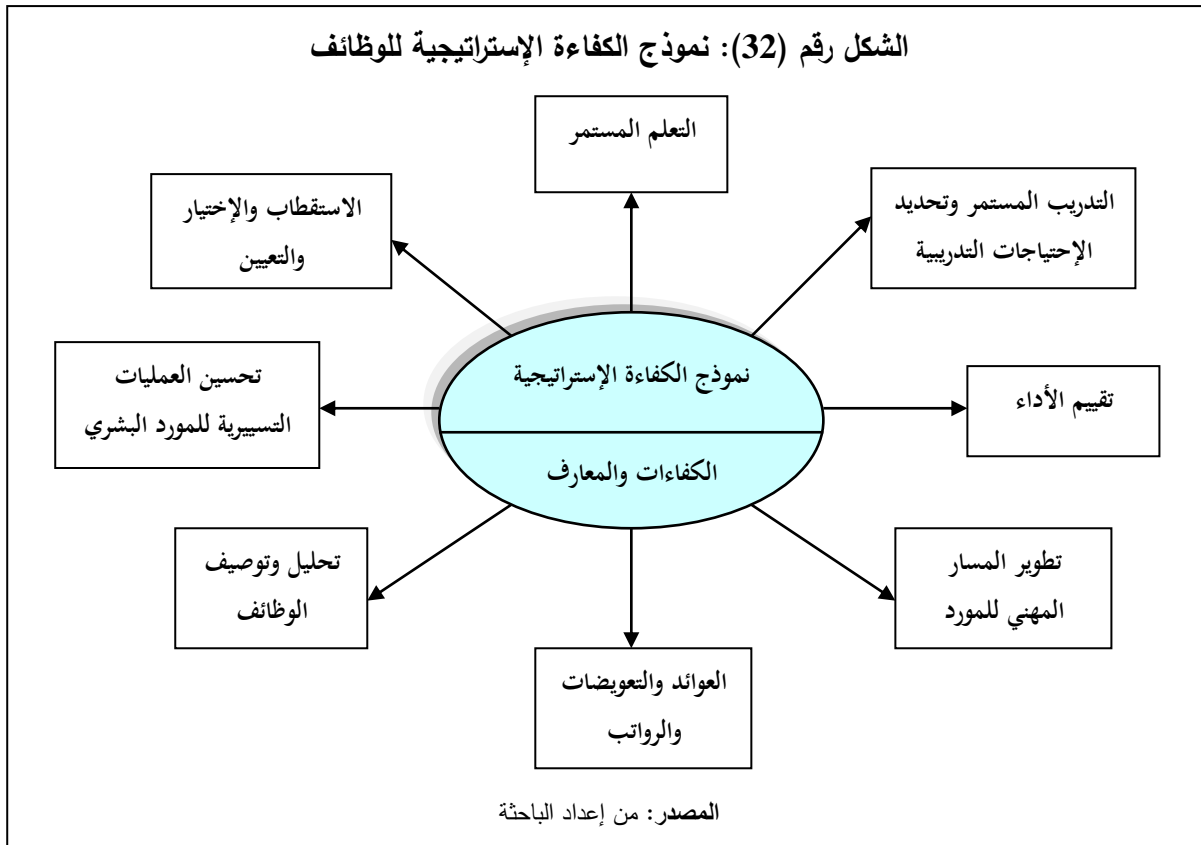 الشكل رقم (32): نموذج الكفاءة الإستراتيجية للوظائف
التعلم المستمر
التدريب المستمر وتحديد
الإحتياجات التدريبية
الاستقطاب والإختيار
والتعيين
نموذج الكفاءة الإستراتيجية
الكفاءات والمعارف
تقييم الأداء
تحسين العمليات
التسييرية للمورد البشري
تطوير المسار
المهني للمورد
تحليل وتوصيف
الوظائف
العوائد والتعويضات
والرواتب
المصدر: من إعداد الباحثة